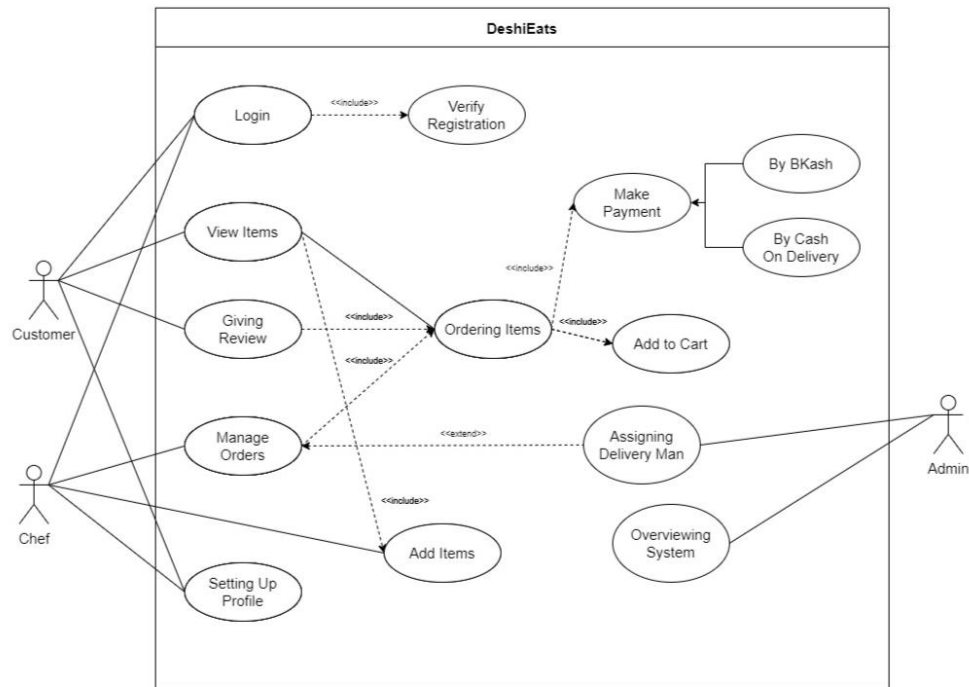 DeshiEats
Login
<<include>>
Verify
Registration
By BKash
Make
Payment
View Items
By Cash
On Delivery
<<include>>
Customer
Giving
Review
<<include>>
Ordering Items
<<include>>
Add to Cart
<<include>>
Manage
Orders
<<extend>>
Assigning
Delivery Man
Admin
<<include>>
Chef
Add Items
Overviewing
System
Setting Up
Profile